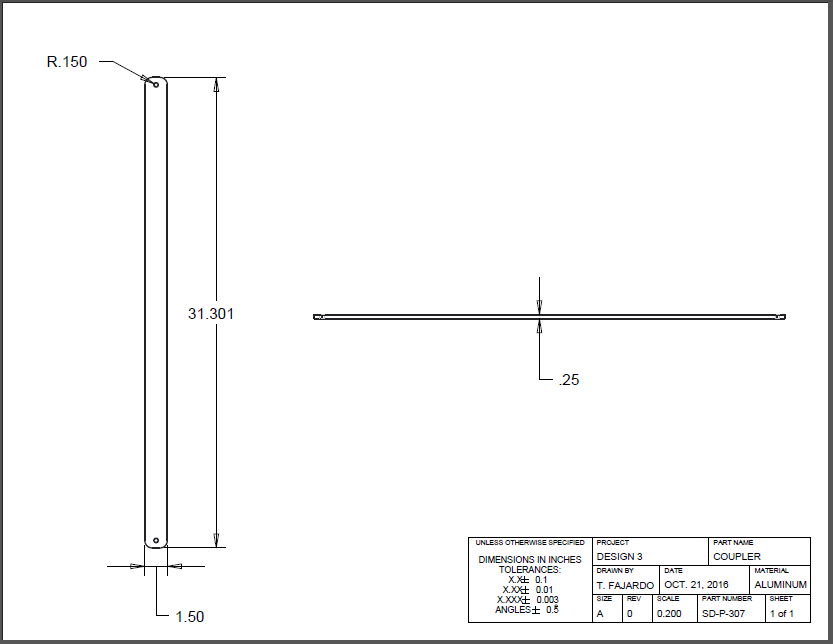 R.150
31.301
.25
1.50
UNLESS OTHERWISE SPECIFIED
DIMENSIONS IN INCHES
TOLERANCES:
X.X± 0.1
X.XX± 0.01
X.XXX± 0.003
ANGLES± 0.5
PROJECT
DESIGN 3
PART NAME
COUPLER
DRAWN BY
T. FAJARDO
DATE
OCT. 21, 2016
MATERIAL
ALUMINUM
SIZE
A
REV
0
SCALE
0.200
PART NUMBER
SD-P-307
SHEET
1 of 1